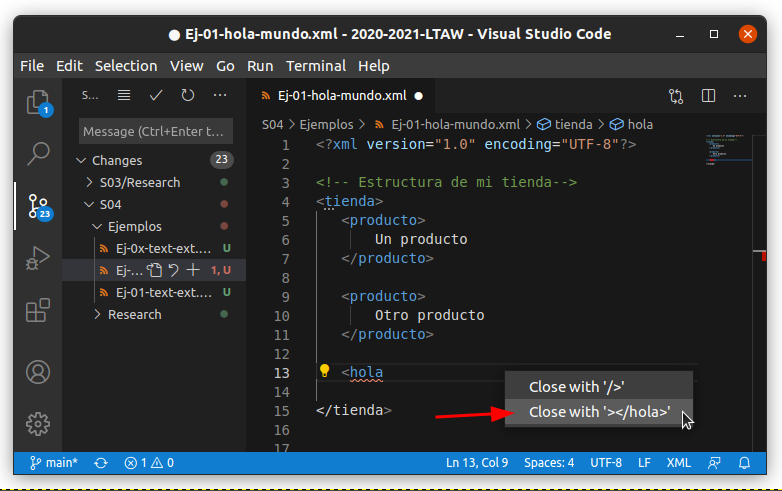 ● Ej-01-hola-mundo.xml - 2020-2021-LTAW - Visual Studio Code
File Edit Selection View Go Run Terminal Help
S...
Ej-01-hola-mundo.xml ●
1
Message (Ctrl+Enter t...
S04 > Ejemplos > Ej-01-hola-mundo.xml > tienda > hola
Changes 23
S03/Research
S04
23
Ejemplos
Ej-0x-text-ext.... U
Ej-... 1, U
Ej-01-text-ext.... U
Research
1 <?xml version="1.0" encoding="UTF-8"?>
2
3 <!-- Estructura de mi tienda-->
4 <tienda>
5 <producto>
6 Un producto
7 </producto>
8
9 <producto>
10 Otro producto
11 </producto>
12
13 <hola
14
15 </tienda>
16
17
Close with '/>'
Close with '></hola>'
main* 1 0 Ln 13, Col 9 Spaces: 4 UTF-8 LF XML